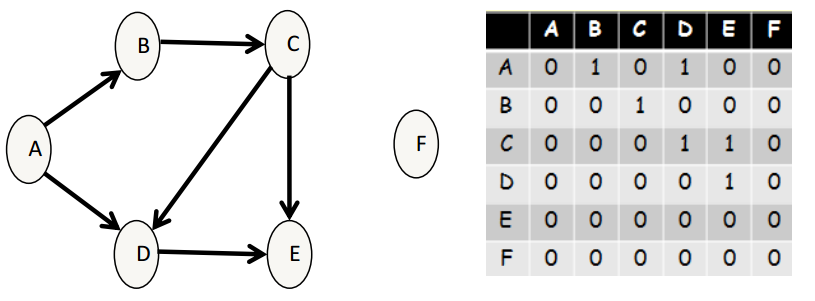 B
C
A
F
D
E
A B C D E F
A 0 1 0 1 0 0
B 0 0 1 0 0 0
C 0 0 0 1 1 0
D 0 0 0 0 1 0
E 0 0 0 0 0 0
F 0 0 0 0 0 0